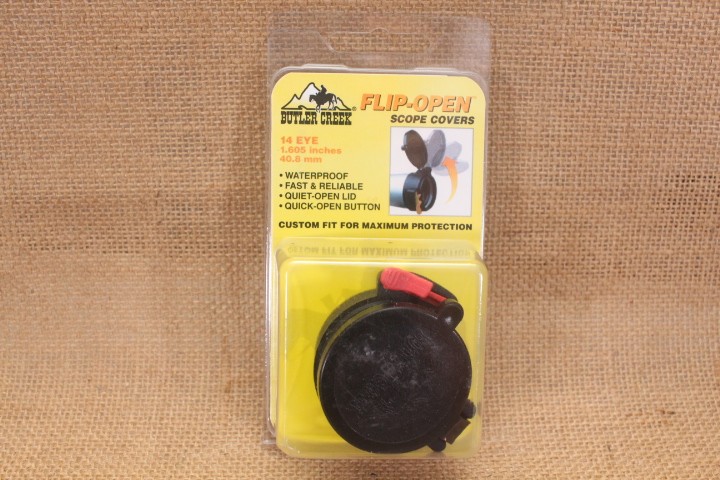 BUTLER CREEK®
FLIP-OPEN™
SCOPE COVERS
14 EYE
1.605 inches
40.8 mm
• WATERPROOF
• FAST & RELIABLE
• QUIET-OPEN LID
• QUICK-OPEN BUTTON
CUSTOM FIT FOR MAXIMUM PROTECTION